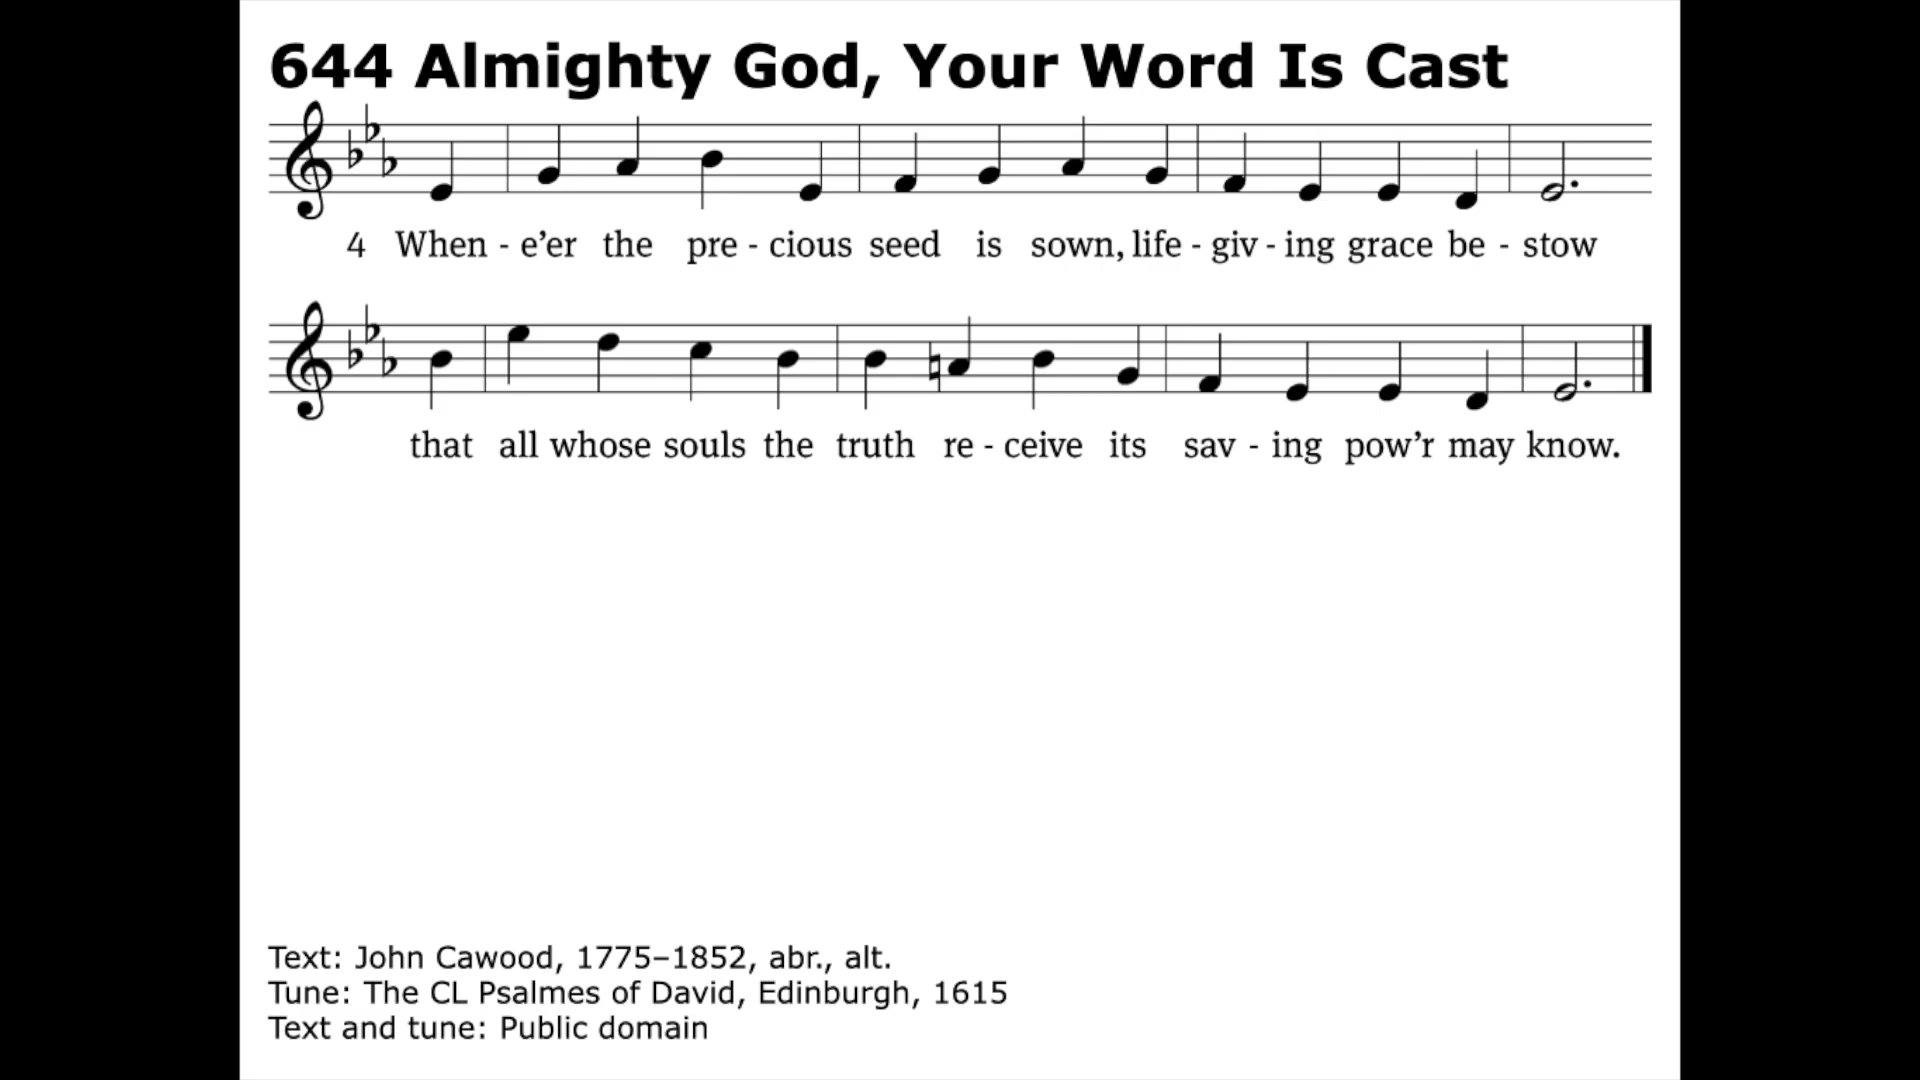 644 Almighty God, Your Word Is Cast
4 When - e’er the pre - cious seed is sown, life - giv - ing grace be - stow
that all whose souls the truth re - ceive its sav - ing pow’r may know.
Text: John Cawood, 1775–1852, abr., alt.
Tune: The CL Psalmes of David, Edinburgh, 1615
Text and tune: Public domain